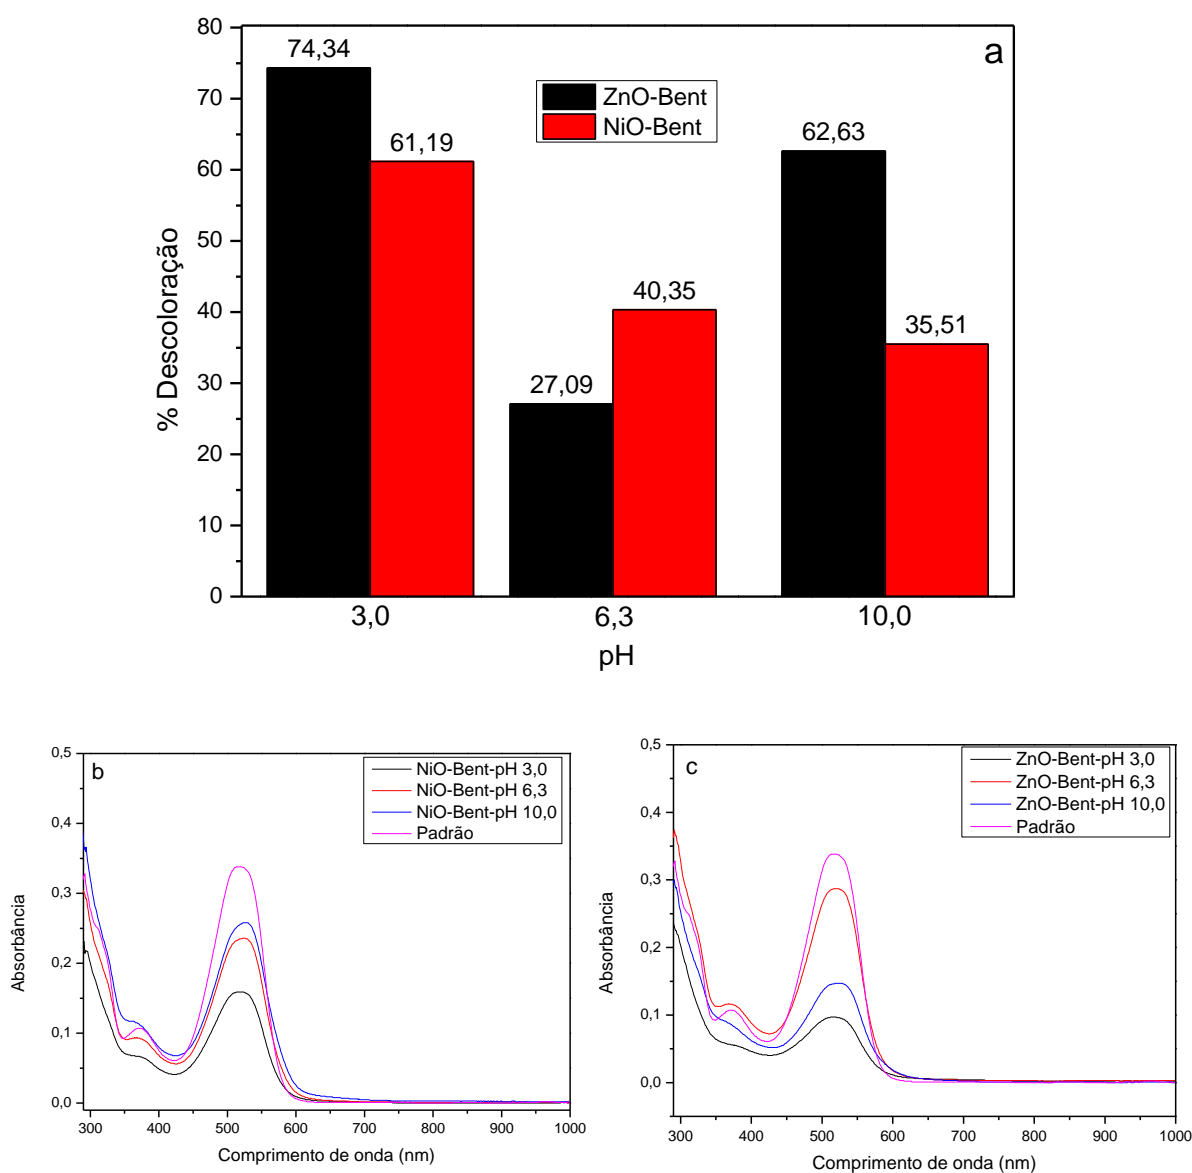 a
80
70
60
50
40
30
20
10
0
% Descoloração
74,34
61,19
27,09
40,35
62,63
35,51
ZnO-Bent
NiO-Bent
3,0
6,3
10,0
pH
b
0,5
0,4
0,3
0,2
0,1
0,0
Absorbância
NiO-Bent-pH 3,0
NiO-Bent-pH 6,3
NiO-Bent-pH 10,0
Padrão
300 400 500 600 700 800 900 1000
Comprimento de onda (nm)
c
0,5
0,4
0,3
0,2
0,1
0,0
Absorbância
ZnO-Bent-pH 3,0
ZnO-Bent-pH 6,3
ZnO-Bent-pH 10,0
Padrão
300 400 500 600 700 800 900 1000
Comprimento de onda (nm)